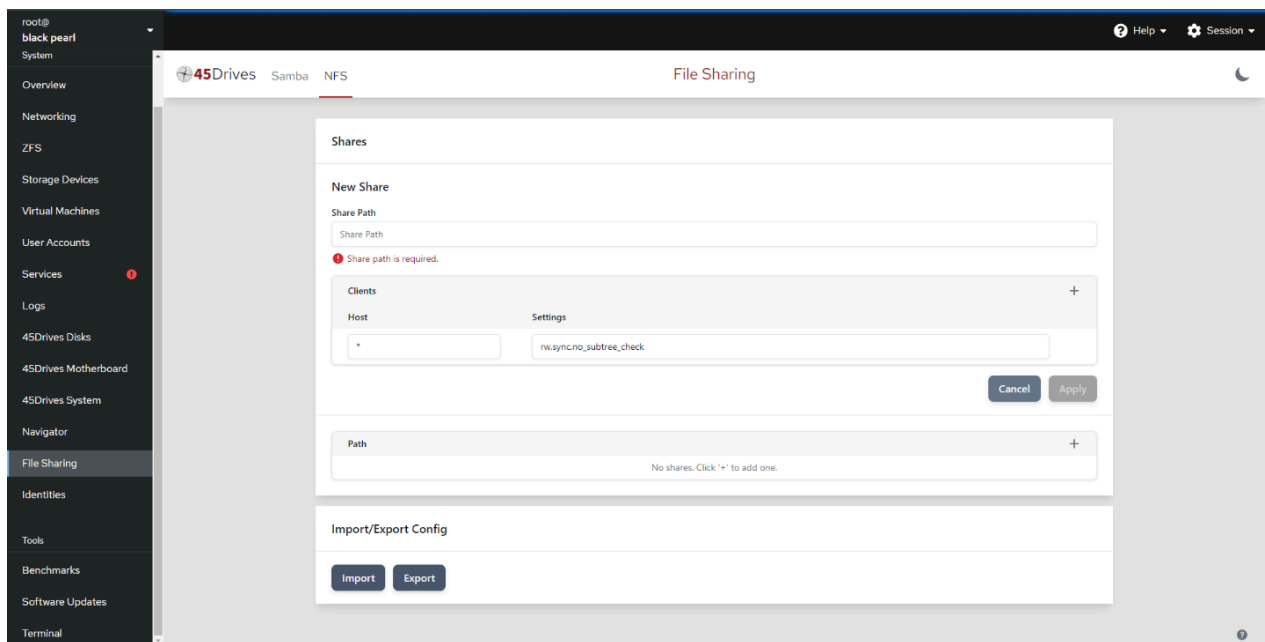 root@
black pearl
Help
Session
System
Overview
Networking
ZFS
Storage Devices
Virtual Machines
User Accounts
Services
Logs
45Drives Disks
45Drives Motherboard
45Drives System
Navigator
File Sharing
Identities
Tools
Benchmarks
Software Updates
Terminal
45Drives Samba NFS File Sharing
Shares
New Share
Share Path
Share Path
Share path is required.
Clients +
Host Settings
* rw,sync,no_subtree_check
Cancel Apply
Path +
No shares. Click '+' to add one.
Import/Export Config
Import Export